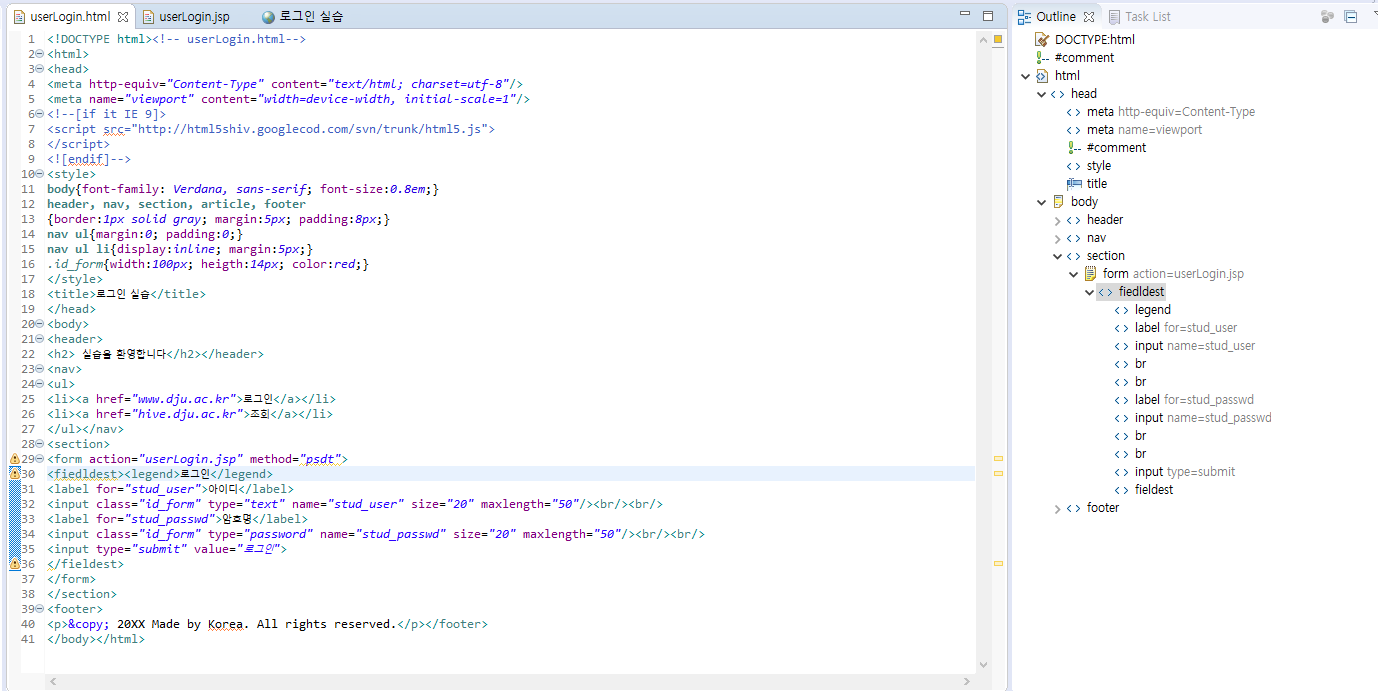 userLogin.html
userLogin.jsp
로그인 실습
1 <!DOCTYPE html><!-- userLogin.html-->
2 <html>
3 <head>
4 <meta http-equiv="Content-Type" content="text/html; charset=utf-8"/>
5 <meta name="viewport" content="width=device-width, initial-scale=1"/>
6 <!--[if it IE 9]>
7 <script src="http://html5shiv.googlecod.com/svn/trunk/html5.js">
8 </script>
9 <![endif]-->
10 <style>
11 body{font-family: Verdana, sans-serif; font-size:0.8em;}
12 header, nav, section, article, footer
13 {border:1px solid gray; margin:5px; padding:8px;}
14 nav ul{margin:0; padding:0;}
15 nav ul li{display:inline; margin:5px;}
16 .id_form{width:100px; heigth:14px; color:red;}
17 </style>
18 <title>로그인 실습</title>
19 </head>
20 <body>
21 <header>
22 <h2> 실습을 환영합니다</h2></header>
23 <nav>
24 <ul>
25 <li><a href="www.dju.ac.kr">로그인</a></li>
26 <li><a href="hive.dju.ac.kr">조회</a></li>
27 </ul></nav>
28 <section>
29 <form action="userLogin.jsp" method="psdt">
30 <fiedldest><legend>로그인</legend>
31 <label for="stud_user">아이디</label>
32 <input class="id_form" type="text" name="stud_user" size="20" maxlength="50"/><br/><br/>
33 <label for="stud_passwd">암호명</label>
34 <input class="id_form" type="password" name="stud_passwd" size="20" maxlength="50"/><br/><br/>
35 <input type="submit" value="로그인">
36 </fieldest>
37 </form>
38 </section>
39 <footer>
40 <p>&copy; 20XX Made by Korea. All rights reserved.</p></footer>
41 </body></html>
Outline
Task List
DOCTYPE:html
#comment
html
head
meta http-equiv=Content-Type
meta name=viewport
#comment
style
title
body
header
nav
section
form action=userLogin.jsp
fiedldest
legend
label for=stud_user
input name=stud_user
br
br
label for=stud_passwd
input name=stud_passwd
br
br
input type=submit
fieldest
footer